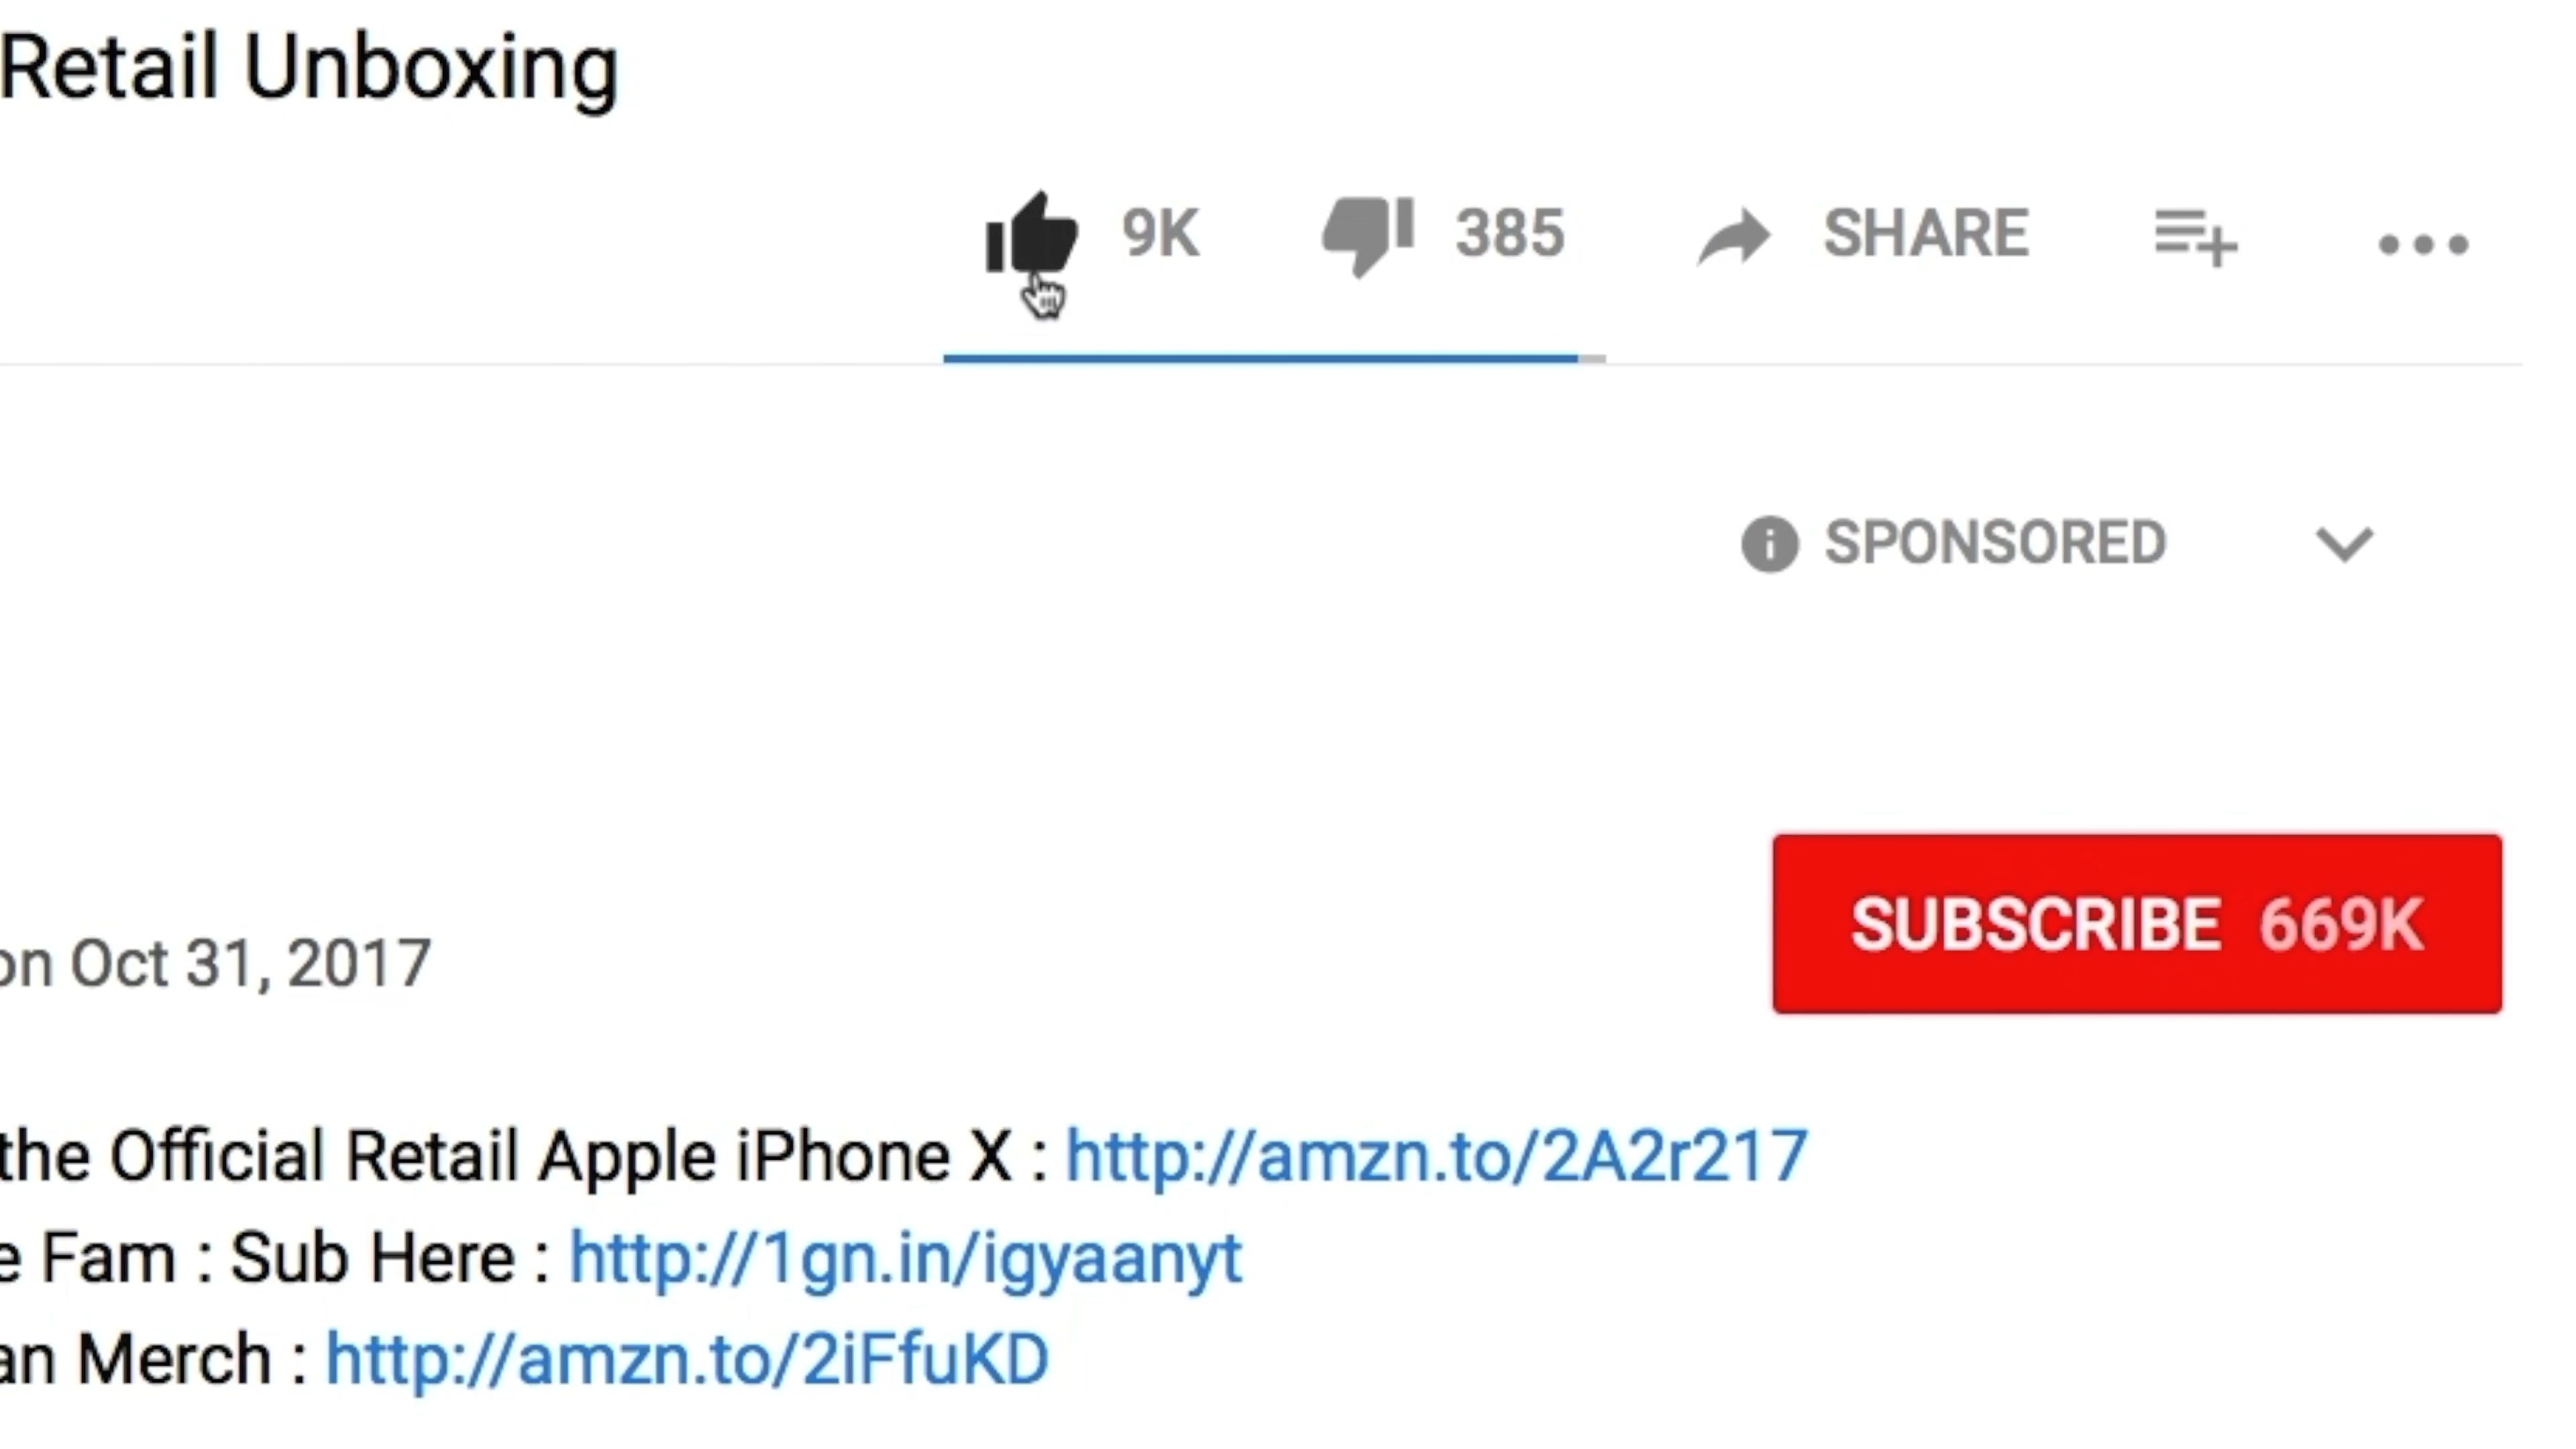 Retail Unboxing
9K 385 SHARE
SPONSORED
SUBSCRIBE 669K
on Oct 31, 2017
the Official Retail Apple iPhone X : http://amzn.to/2A2r217
e Fam : Sub Here : http://1gn.in/igyaanyt
an Merch : http://amzn.to/2iFfuKD